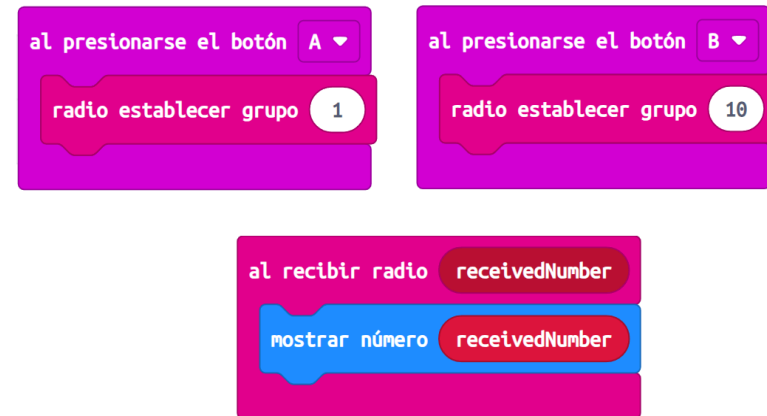 al presionarse el botón A
radio establecer grupo 1
al presionarse el botón B
radio establecer grupo 10
al recibir radio receivedNumber
mostrar número receivedNumber